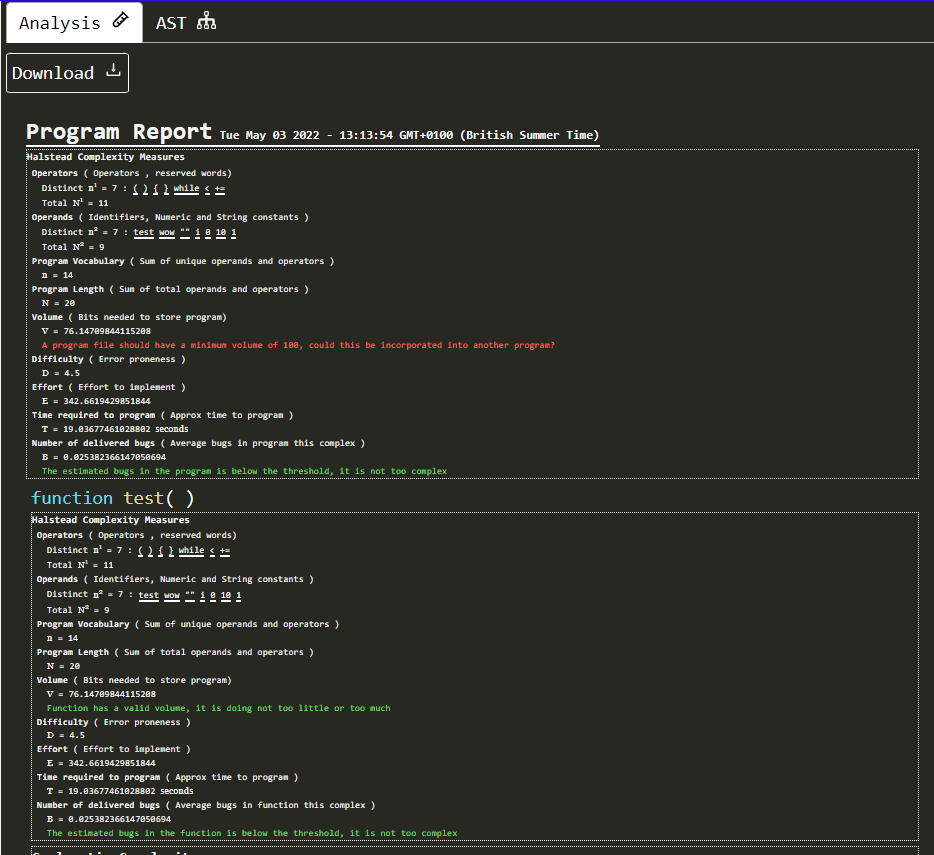 Analysis AST
Download
Program Report Tue May 03 2022 - 13:13:54 GMT+0100 (British Summer Time)
Halstead Complexity Measures
Operators ( Operators , reserved words)
Distinct n¹ = 7 : ( ) { } while < +=
Total N¹ = 11
Operands ( Identifiers, Numeric and String constants )
Distinct n² = 7 : test wow "" i 0 10 1
Total N² = 9
Program Vocabulary ( Sum of unique operands and operators )
n = 14
Program Length ( Sum of total operands and operators )
N = 20
Volume ( Bits needed to store program)
V = 76.14709844115208
A program file should have a minimum volume of 100, could this be incorporated into another program?
Difficulty ( Error proneness )
D = 4.5
Effort ( Effort to implement )
E = 342.6619429851844
Time required to program ( Approx time to program )
T = 19.03677461028802 seconds
Number of delivered bugs ( Average bugs in program this complex )
B = 0.025382366147050694
The estimated bugs in the program is below the threshold, it is not too complex
function test( )
Halstead Complexity Measures
Operators ( Operators , reserved words)
Distinct n¹ = 7 : ( ) { } while < +=
Total N¹ = 11
Operands ( Identifiers, Numeric and String constants )
Distinct n² = 7 : test wow "" i 0 10 1
Total N² = 9
Program Vocabulary ( Sum of unique operands and operators )
n = 14
Program Length ( Sum of total operands and operators )
N = 20
Volume ( Bits needed to store program)
V = 76.14709844115208
Function has a valid volume, it is doing not too little or too much
Difficulty ( Error proneness )
D = 4.5
Effort ( Effort to implement )
E = 342.6619429851844
Time required to program ( Approx time to program )
T = 19.03677461028802 seconds
Number of delivered bugs ( Average bugs in function this complex )
B = 0.025382366147050694
The estimated bugs in the function is below the threshold, it is not too complex